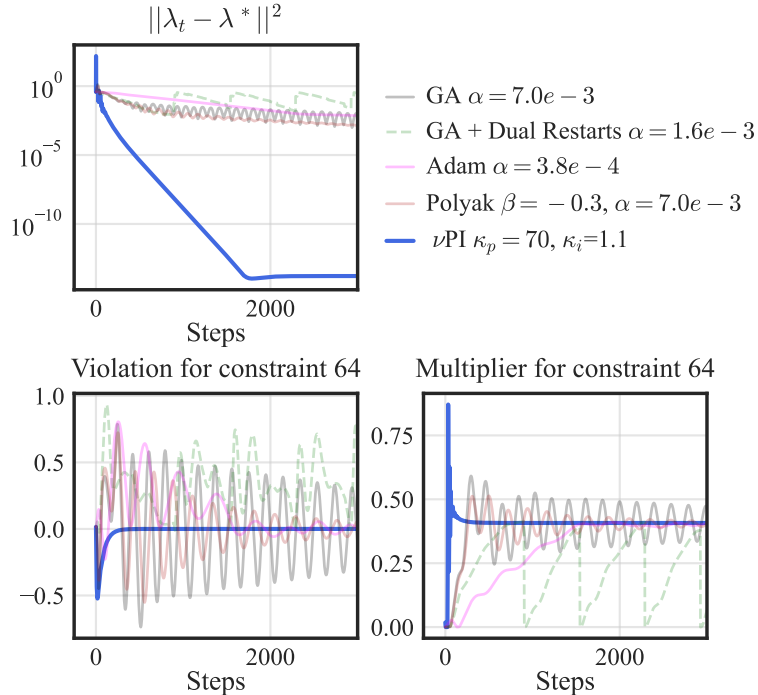 ||λ_t − λ*||²
10⁰
10⁻⁵
10⁻¹⁰
0 2000
Steps
GA α = 7.0e − 3
GA + Dual Restarts α = 1.6e − 3
Adam α = 3.8e − 4
Polyak β = − 0.3, α = 7.0e − 3
νPI κ_p = 70, κ_i=1.1
Violation for constraint 64
1.0
0.5
0.0
−0.5
0 2000
Steps
Multiplier for constraint 64
0.75
0.50
0.25
0.00
0 2000
Steps